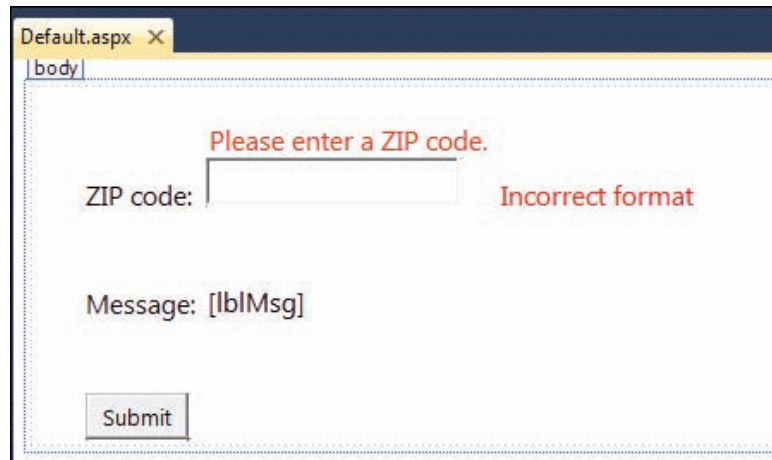 Default.aspx
body
Please enter a ZIP code.
ZIP code:
Incorrect format
Message: [lblMsg]
Submit